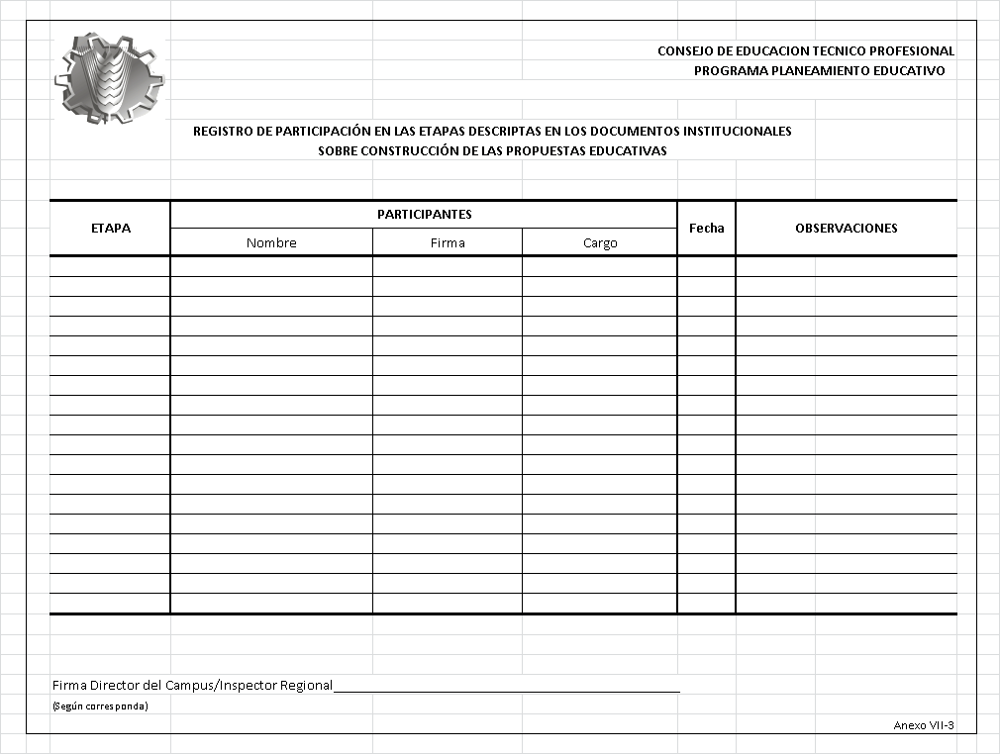 CONSEJO DE EDUCACION TECNICO PROFESIONAL
PROGRAMA PLANEAMIENTO EDUCATIVO
REGISTRO DE PARTICIPACIÓN EN LAS ETAPAS DESCRIPTAS EN LOS DOCUMENTOS INSTITUCIONALES
SOBRE CONSTRUCCIÓN DE LAS PROPUESTAS EDUCATIVAS
ETAPA
PARTICIPANTES
Fecha
OBSERVACIONES
Nombre
Firma
Cargo
Firma Director del Campus/Inspector Regional
(Según corresponda)
Anexo VII-3